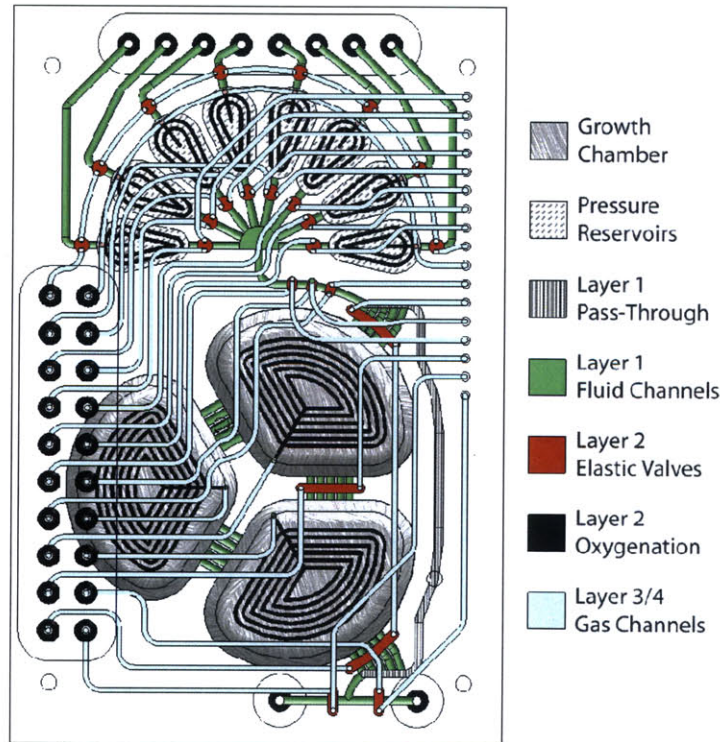 Growth
Chamber
Pressure
Reservoirs
Layer 1
Pass-Through
Layer 1
Fluid Channels
Layer 2
Elastic Valves
Layer 2
Oxygenation
Layer 3/4
Gas Channels